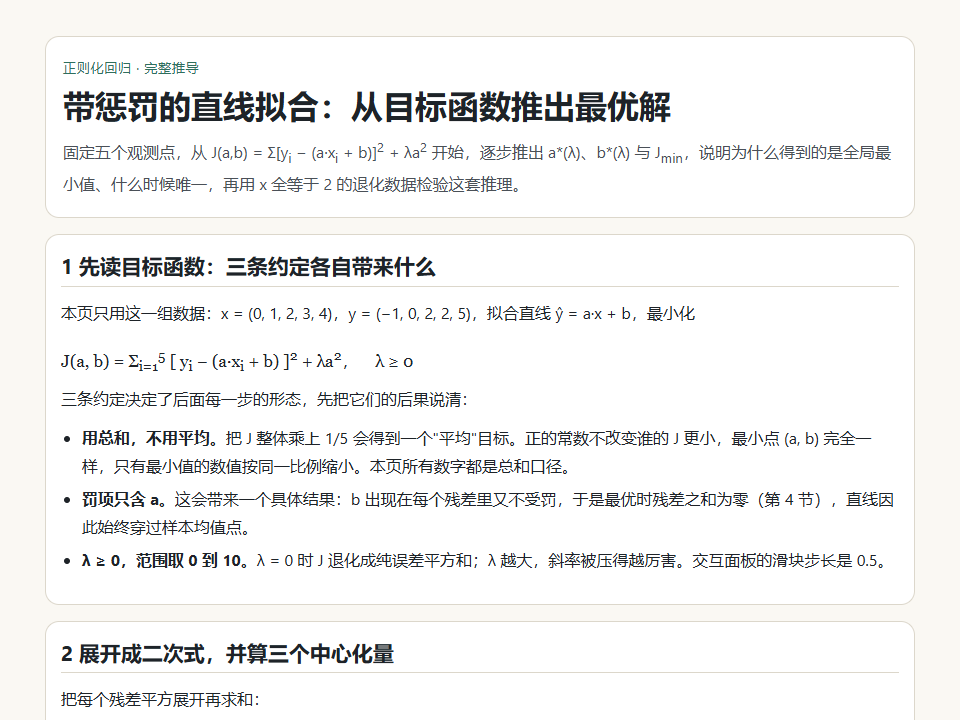 正则化回归 · 完整推导
带惩罚的直线拟合：从目标函数推出最优解
固定五个观测点，从 J(a,b) = Σ[yᵢ − (a·xᵢ + b)]² + λa² 开始，逐步推出 a*(λ)、b*(λ) 与 Jmin，说明为什么得到的是全局最
小值、什么时候唯一，再用 x 全等于 2 的退化数据检验这套推理。
1 先读目标函数：三条约定各自带来什么
本页只用这一组数据：x = (0, 1, 2, 3, 4)，y = (−1, 0, 2, 2, 5)，拟合直线 ŷ = a·x + b，最小化
J(a, b) = Σᵢ₌₁⁵ [ yᵢ − (a·xᵢ + b) ]² + λa²，  λ ≥ 0
三条约定决定了后面每一步的形态，先把它们的后果说清：
• 用总和，不用平均。把 J 整体乘上 1/5 会得到一个"平均"目标。正的常数不改变谁的 J 更小，最小点 (a, b) 完全一
样，只有最小值的数值按同一比例缩小。本页所有数字都是总和口径。
• 罚项只含 a。这会带来一个具体结果：b 出现在每个残差里又不受罚，于是最优时残差之和为零（第 4 节），直线因
此始终穿过样本均值点。
• λ ≥ 0，范围取 0 到 10。λ = 0 时 J 退化成纯误差平方和；λ 越大，斜率被压得越厉害。交互面板的滑块步长是 0.5。
2 展开成二次式，并算三个中心化量
把每个残差平方展开再求和：